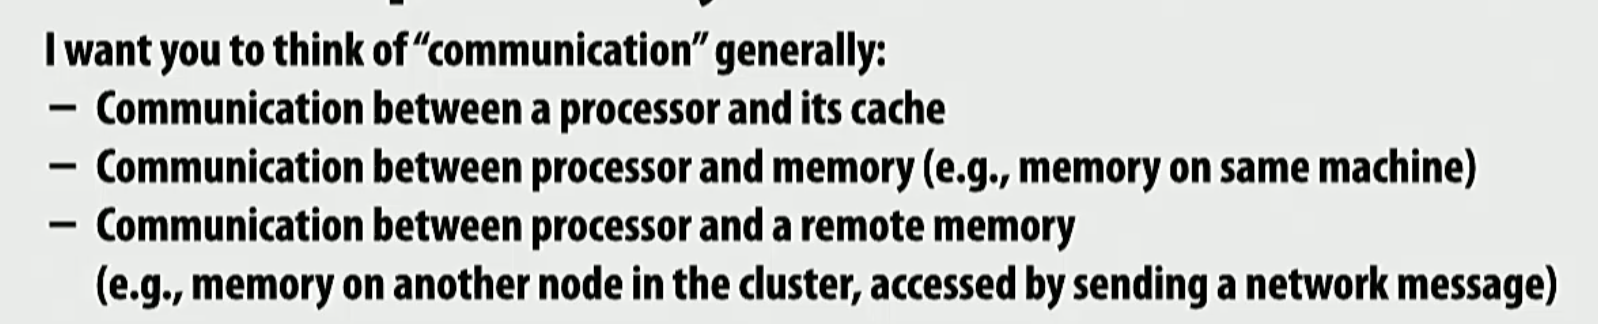 I want you to think of “communication” generally:
– Communication between a processor and its cache
– Communication between processor and memory (e.g., memory on same machine)
– Communication between processor and a remote memory
(e.g., memory on another node in the cluster, accessed by sending a network message)